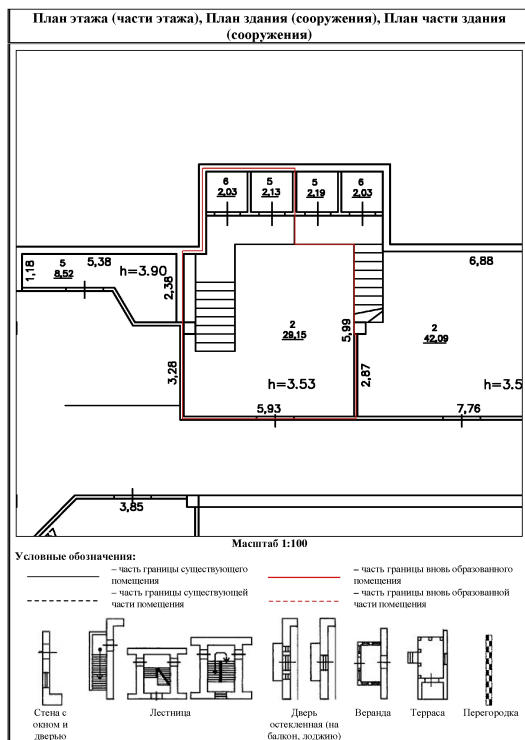 План этажа (части этажа), План здания (сооружения), План части здания
(сооружения)
6
2,03
5
2,13
5
2,19
6
2,03
1,18
5
8,52
5,38
h=3.90
2,38
6,88
2
29,15
5,99
2
42,09
3,28
h=3.53
2,87
h=3.5
5,93
7,76
3,85
Масштаб 1:100
Условные обозначения:
– часть границы существующего
помещения
– часть границы существующей
части помещения
– часть границы вновь образованного
помещения
– часть границы вновь образованной
части помещения
Стена с
окном и
дверью
Лестница
Дверь
остекленная (на
балкон, лоджию)
Веранда
Терраса
Перегородка